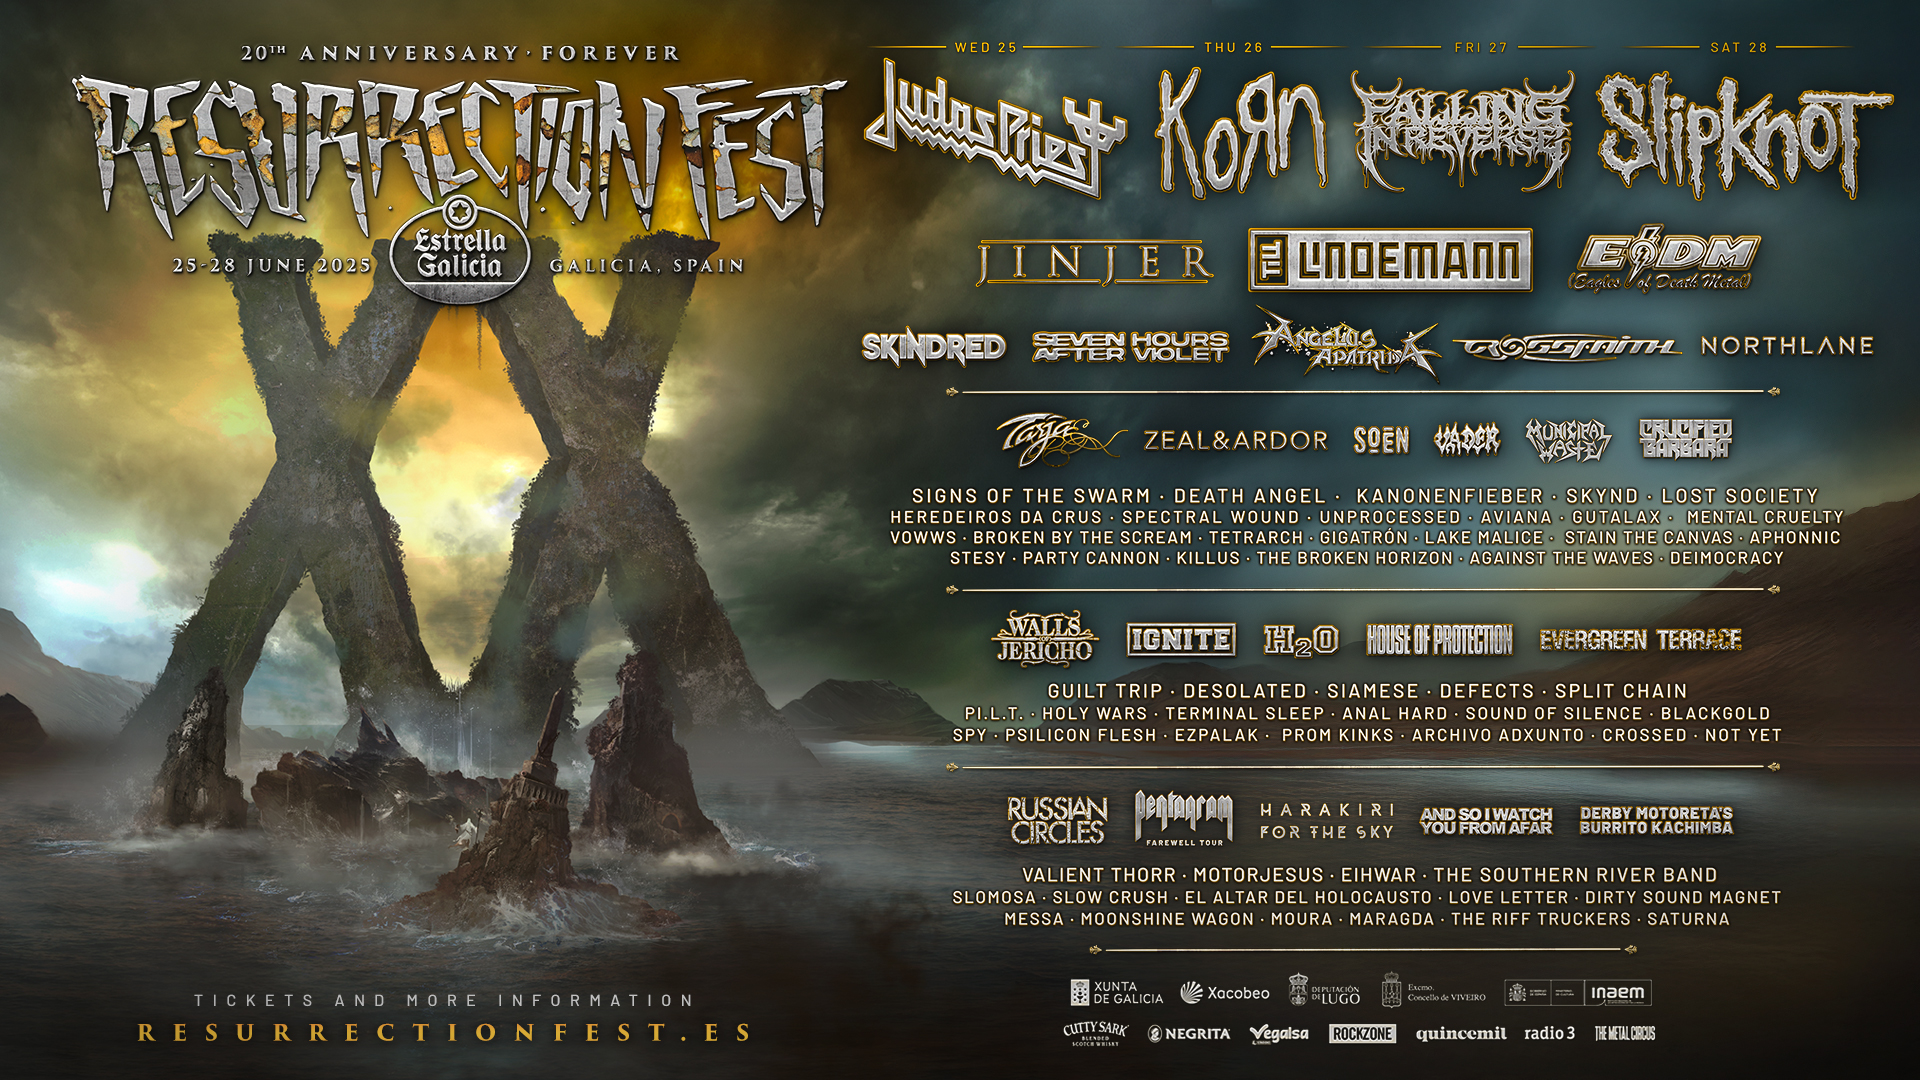 20TH ANNIVERSARY · FOREVER
RESURRECTION FEST
Estrella
Galicia
25-28 JUNE 2025
GALICIA, SPAIN
TICKETS AND MORE INFORMATION
RESURRECTIONFEST.ES
WED 25 THU 26 FRI 27 SAT 28
Judas Priest KoRn FALLING IN REVERSE SlipknoT
JINJER TILL LINDEMANN EODM (Eagles of Death Metal)
SKINDRED SEVEN HOURS AFTER VIOLET ANGELUS APATRIDA CROSSFAITH NORTHLANE
Tarja ZEAL&ARDOR SOEN VADER MUNICIPAL WASTE CRUCIFIED BARBARA
SIGNS OF THE SWARM · DEATH ANGEL · KANONENFIEBER · SKYND · LOST SOCIETY
HEREDEIROS DA CRUS · SPECTRAL WOUND · UNPROCESSED · AVIANA · GUTALAX · MENTAL CRUELTY
VOWWS · BROKEN BY THE SCREAM · TETRARCH · GIGATRÓN · LAKE MALICE · STAIN THE CANVAS · APHONNIC
STESY · PARTY CANNON · KILLUS · THE BROKEN HORIZON · AGAINST THE WAVES · DEIMOCRACY
WALLS OF JERICHO IGNITE H2O HOUSE OF PROTECTION EVERGREEN TERRACE
GUILT TRIP · DESOLATED · SIAMESE · DEFECTS · SPLIT CHAIN
P.I.L.T. · HOLY WARS · TERMINAL SLEEP · ANAL HARD · SOUND OF SILENCE · BLACKGOLD
SPY · PSILICON FLESH · EZPALAK · PROM KINKS · ARCHIVO ADXUNTO · CROSSED · NOT YET
RUSSIAN CIRCLES Pentagram FAREWELL TOUR HARAKIRI FOR THE SKY AND SO I WATCH YOU FROM AFAR DERBY MOTORETA'S BURRITO KACHIMBA
VALIENT THORR · MOTORJESUS · EIHWAR · THE SOUTHERN RIVER BAND
SLOMOSA · SLOW CRUSH · EL ALTAR DEL HOLOCAUSTO · LOVE LETTER · DIRTY SOUND MAGNET
MESSA · MOONSHINE WAGON · MOURA · MARAGDA · THE RIFF TRUCKERS · SATURNA
XUNTA DE GALICIA Xacobeo DEPUTACIÓN DE LUGO Excmo. Concello de VIVEIRO inaem
CUTTY SARK BLENDED SCOTCH WHISKY NEGRITA Vegalsa ROCKZONE quincemil radio 3 THE METAL CIRCUS